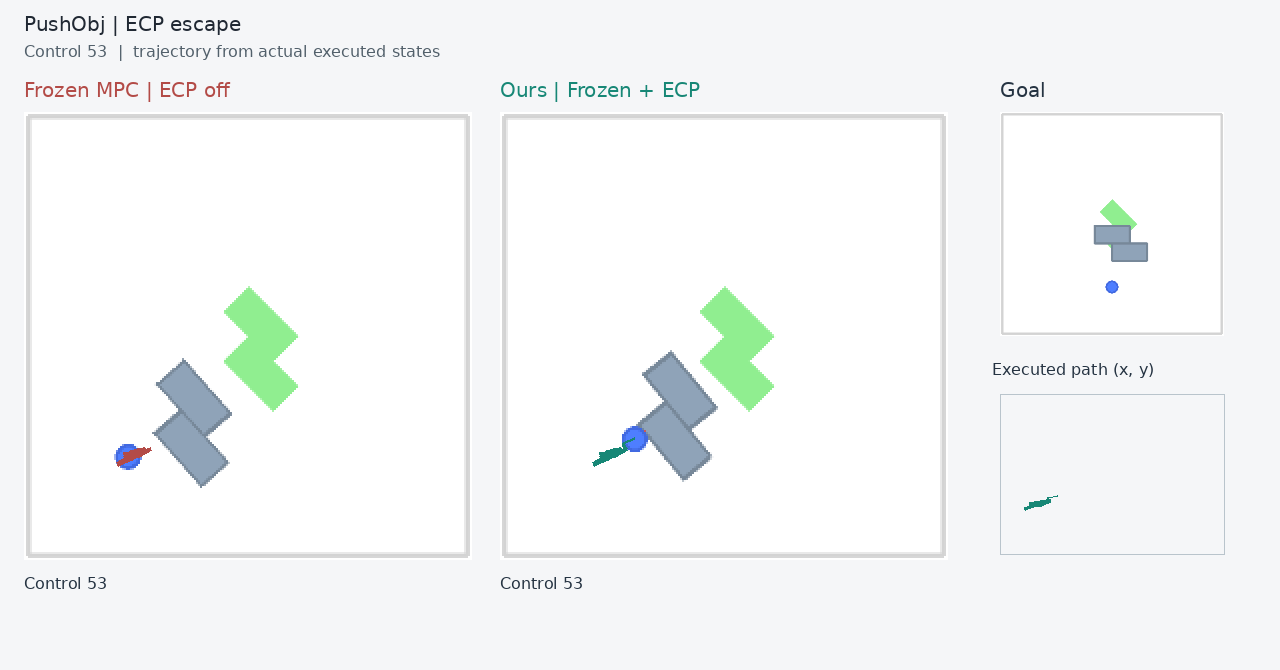 PushObj | ECP escape
Control 53 | trajectory from actual executed states
Frozen MPC | ECP off
Ours | Frozen + ECP
Goal
Executed path (x, y)
Control 53
Control 53